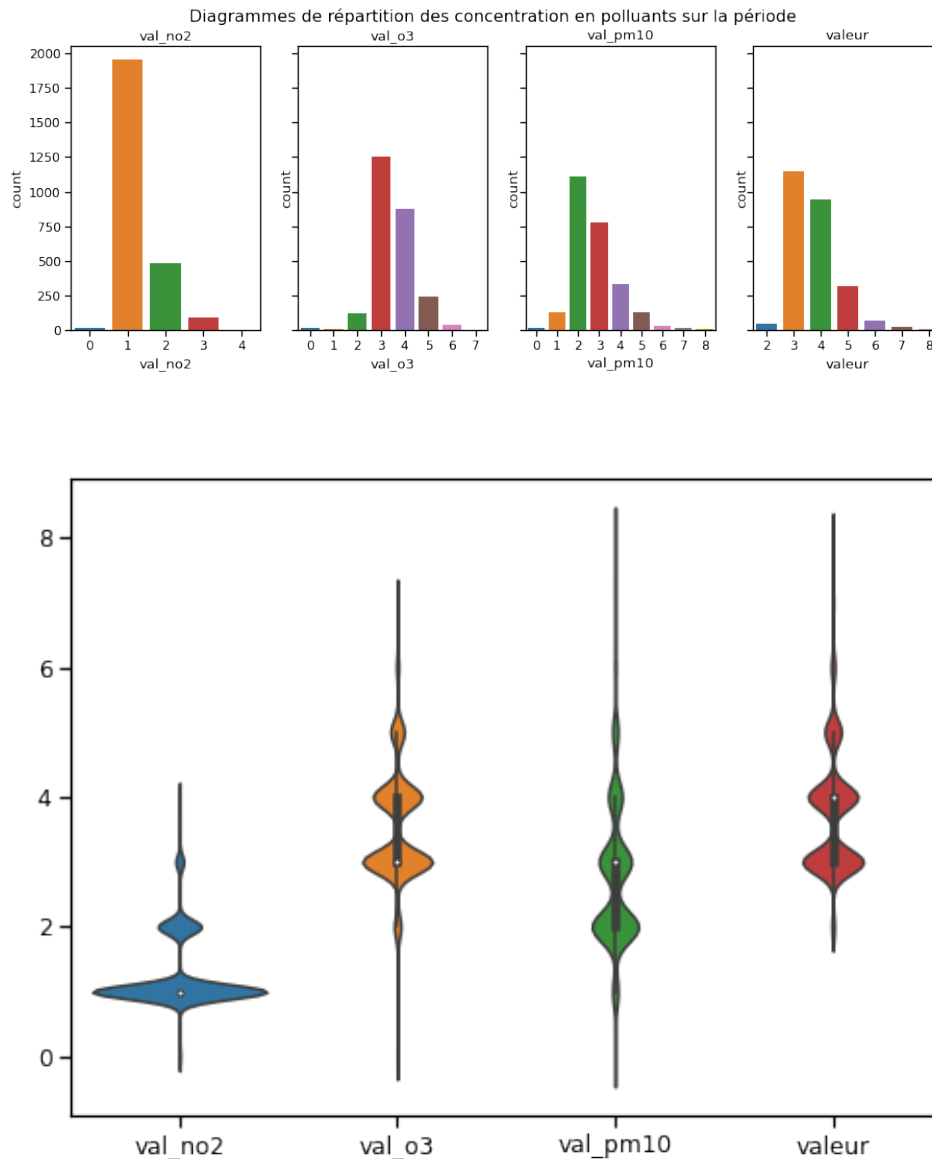 Diagrammes de répartition des concentration en polluants sur la période
val_no2 val_o3 val_pm10 valeur
2000
1750
1500
1250
1000
750
500
250
0
count count count count
0 1 2 3 4 0 1 2 3 4 5 6 7 0 1 2 3 4 5 6 7 8 2 3 4 5 6 7 8
val_no2 val_o3 val_pm10 valeur
8
6
4
2
0
val_no2 val_o3 val_pm10 valeur